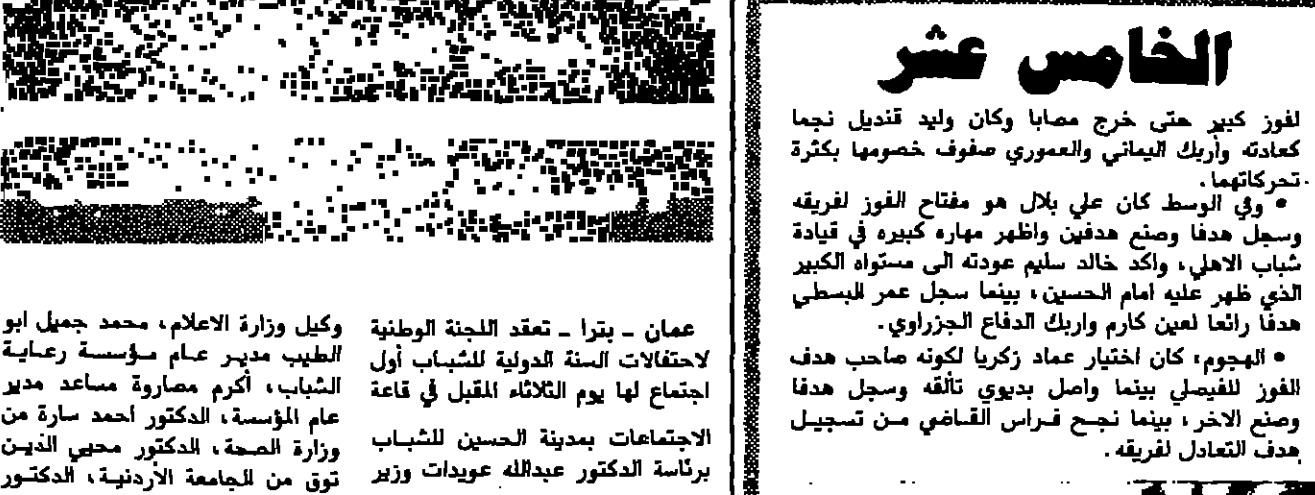 الخامس عشر
لفوز كبير حتى خرج مصابا وكان وليد قنديل نجما
كعادته وأربك اليماني والعموري صفوف خصومها بكثرة
تحركاتهما .
• وفي الوسط كان علي بلال هو مفتاح الفوز لفريقه
وسجل هدفا وصنع هدفين واظهر مهاره كبيره في قيادة
شباب الاهلي ، واكد خالد سليم عودته الى مستواه الكبير
الذي ظهر عليه امام الحسين ، بينما سجل عمر البسطي
هدفا رائعا لعين كارم واربك الدفاع الجزراوي .
• الهجوم ، كان اختيار عماد زكريا لكونه صاحب هدف
الفوز للفيصلي بينما واصل بديوي تألقه وسجل هدفا
وصنع الاخر ، بينما نجح فراس القاضي من تسجيل
هدف التعادل لفريقه .
عمان ـ بترا ـ تعقد اللجنة الوطنية
لاحتفالات السنة الدولية للشباب أول
اجتماع لها يوم الثلاثاء المقبل في قاعة
الاجتماعات بمدينة الحسين للشباب
برئاسة الدكتور عبدالله عويدات وزير
وكيل وزارة الاعلام ، محمد جميل ابو
الطيب مدير عام مؤسسة رعاية
الشباب ، أكرم مصاروة مساعد مدير
عام المؤسسة ، الدكتور أحمد سارة من
وزارة الصحة ، الدكتور محيي الدين
توق من الجامعة الأردنية ، الدكتور